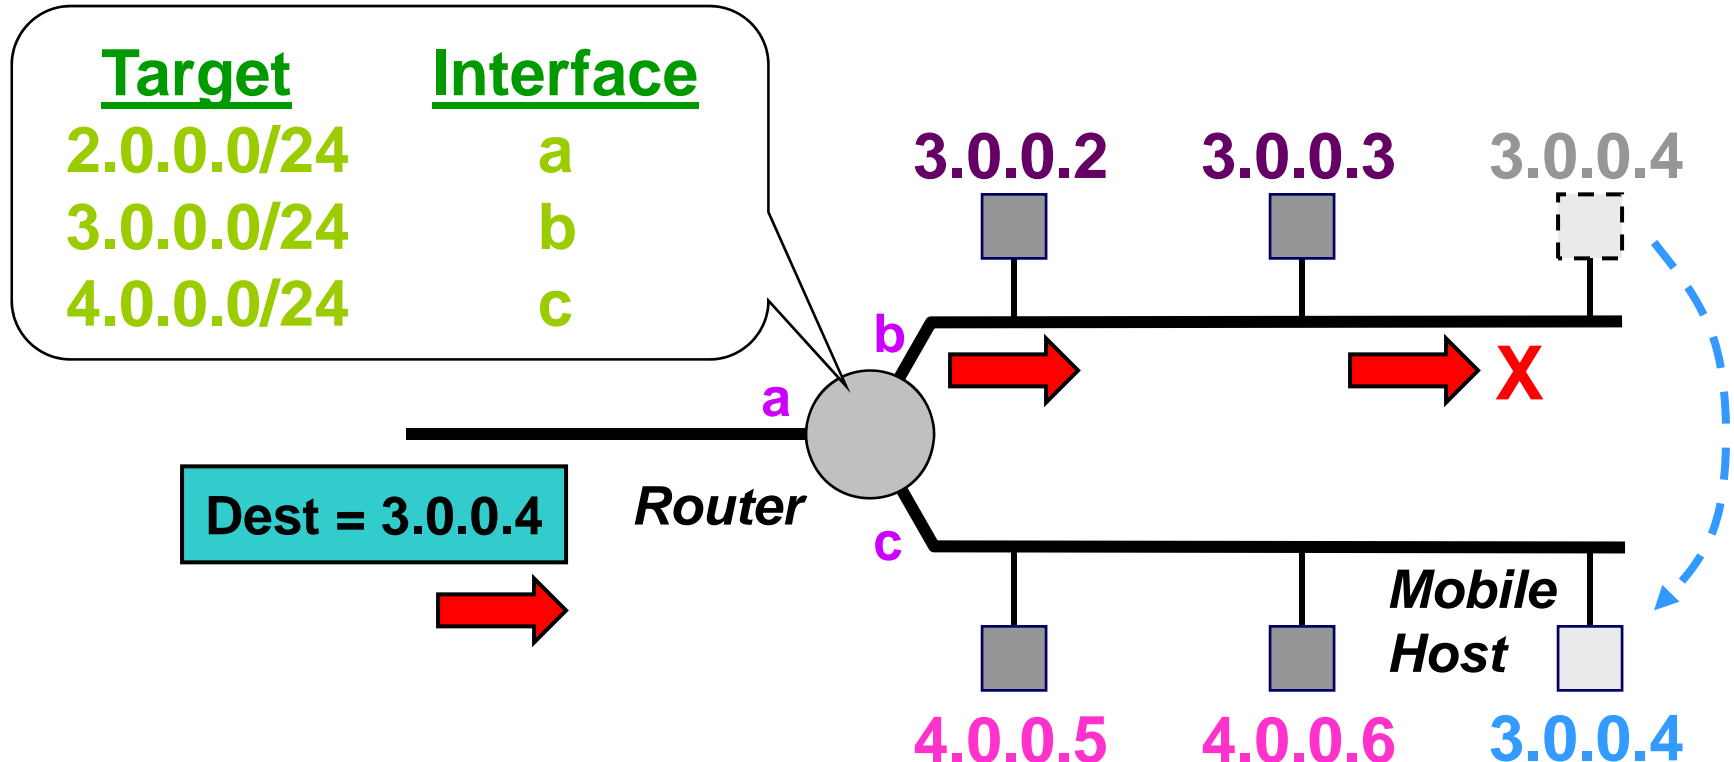 Target Interface
2.0.0.0/24 a
3.0.0.0/24 b
4.0.0.0/24 c
3.0.0.2 3.0.0.3 3.0.0.4
b
X
a
Dest = 3.0.0.4
Router
c
Mobile
Host
4.0.0.5 4.0.0.6 3.0.0.4